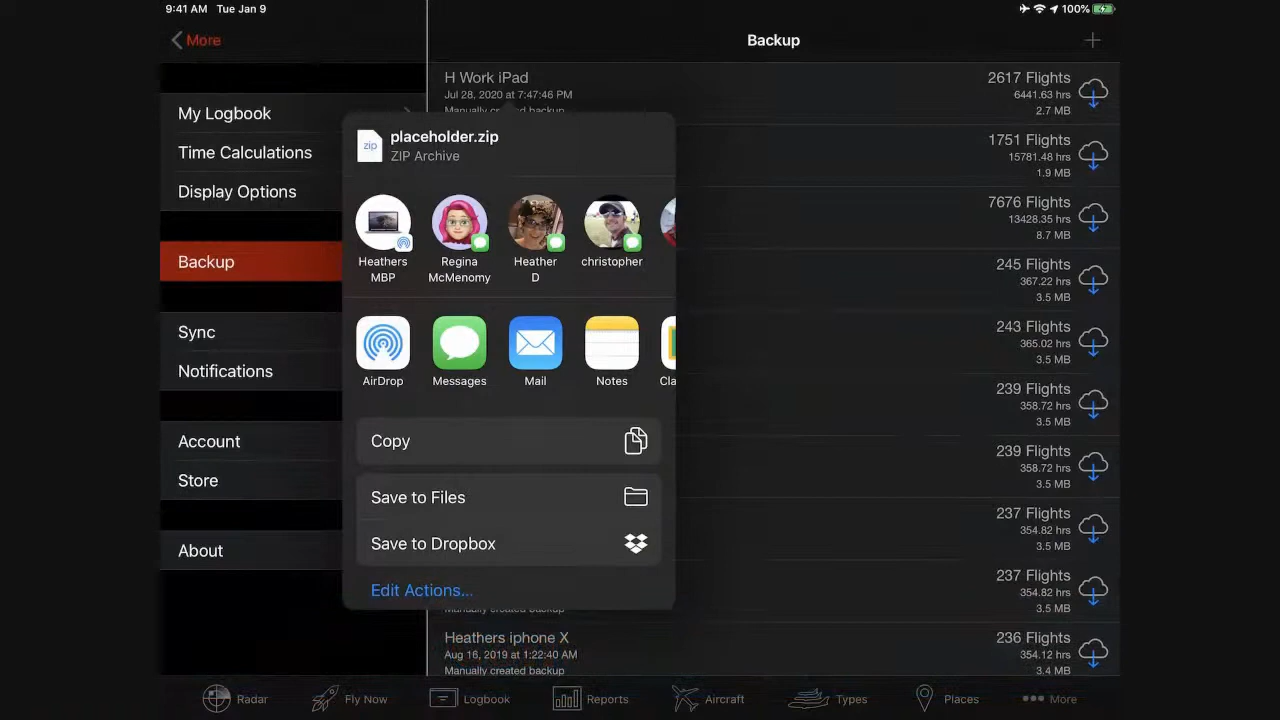 9:41 AM Tue Jan 9
100%
More
Backup
My Logbook
Time Calculations
Display Options
Backup
Sync
Notifications
Account
Store
About
H Work iPad
Jul 28, 2020 at 7:47:46 PM
Manually created backup
2617 Flights
6441.63 hrs
2.7 MB
1751 Flights
15781.48 hrs
1.9 MB
7676 Flights
13428.35 hrs
8.7 MB
245 Flights
367.22 hrs
3.5 MB
243 Flights
365.02 hrs
3.5 MB
239 Flights
358.72 hrs
3.5 MB
239 Flights
358.72 hrs
3.5 MB
237 Flights
354.82 hrs
3.5 MB
237 Flights
354.82 hrs
3.5 MB
Manually created backup
Heathers iphone X
Aug 16, 2019 at 1:22:40 AM
Manually created backup
236 Flights
354.12 hrs
3.4 MB
zip
placeholder.zip
ZIP Archive
Heathers
MBP
Regina
McMenomy
Heather
D
christopher
AirDrop
Messages
Mail
Notes
Cla
Copy
Save to Files
Save to Dropbox
Edit Actions...
Radar
Fly Now
Logbook
Reports
Aircraft
Types
Places
More